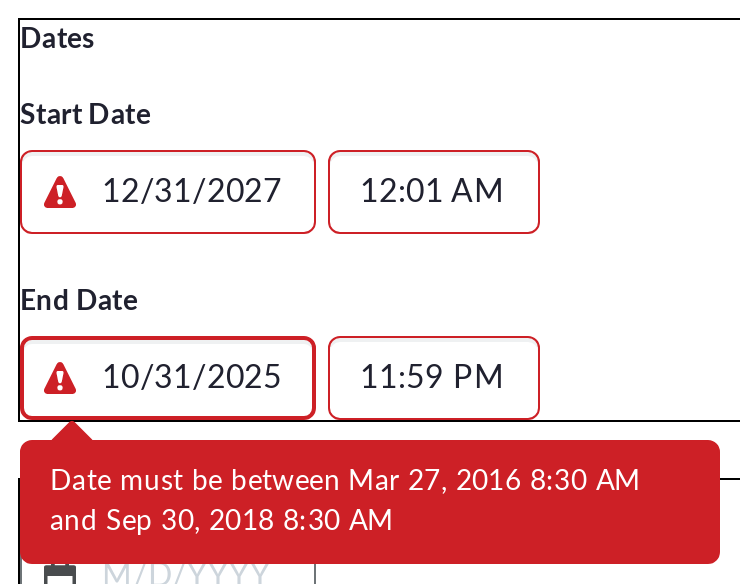 Dates
Start Date
12/31/2027 12:01 AM
End Date
10/31/2025 11:59 PM
Date must be between Mar 27, 2016 8:30 AM
and Sep 30, 2018 8:30 AM
M/D/YYYY